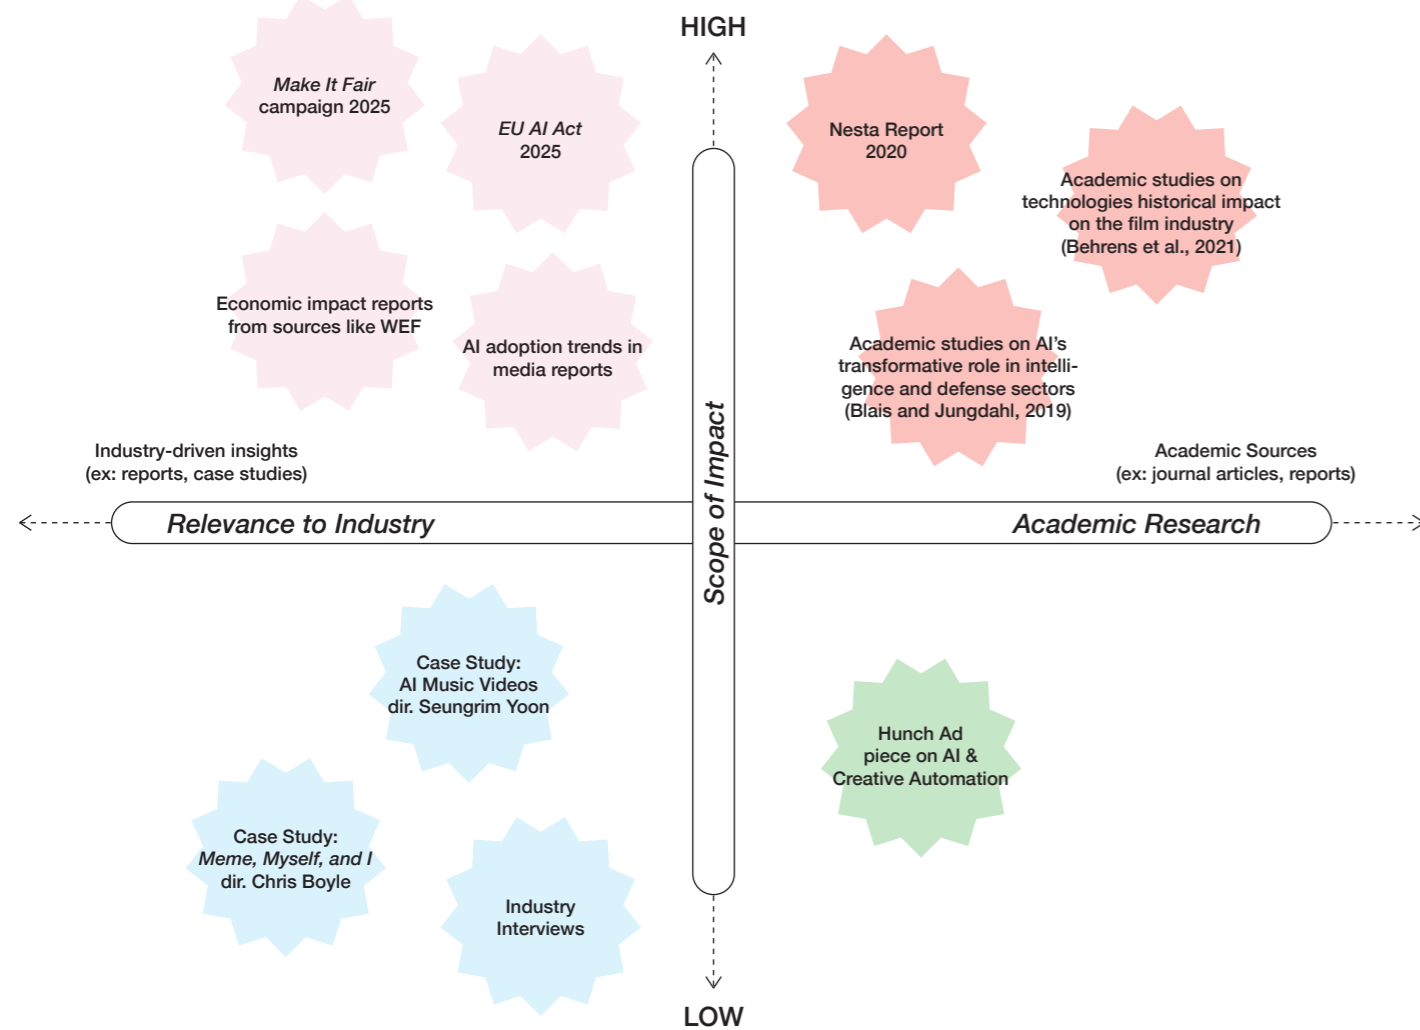 HIGH
Make It Fair
campaign 2025
EU AI Act
2025
Nesta Report
2020
Academic studies on
technologies historical impact
on the film industry
(Behrens et al., 2021)
Economic impact reports
from sources like WEF
AI adoption trends in
media reports
Academic studies on AI’s
transformative role in intelli-
gence and defense sectors
(Blais and Jungdahl, 2019)
Industry-driven insights
(ex: reports, case studies)
Academic Sources
(ex: journal articles, reports)
Relevance to Industry
Scope of Impact
Academic Research
Case Study:
AI Music Videos
dir. Seungrim Yoon
Hunch Ad
piece on AI &
Creative Automation
Case Study:
Meme, Myself, and I
dir. Chris Boyle
Industry
Interviews
LOW